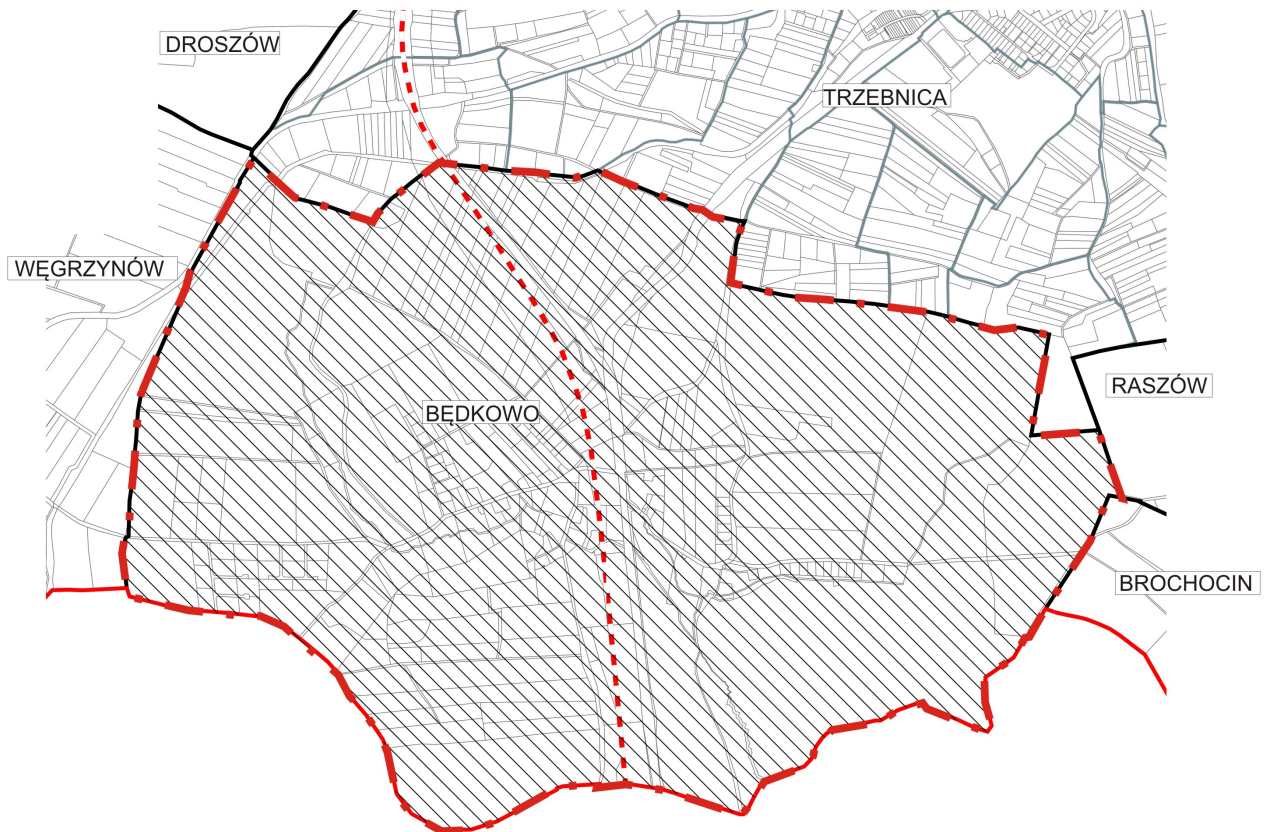 DROSZÓW
TRZEBNICA
WĘGRZYNÓW
RASZÓW
BĘDKOWO
BROCHOCIN